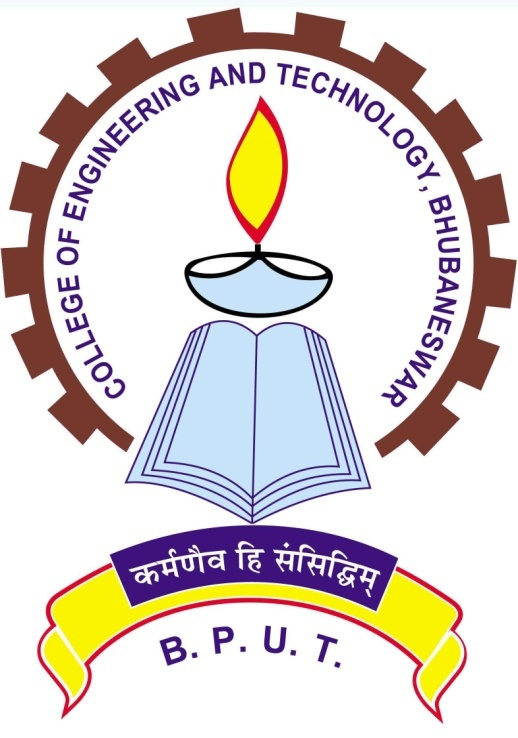 COLLEGE OF ENGINEERING AND TECHNOLOGY, BHUBANESWAR
कर्मणैव हि संसिद्धिम्
B. P. U. T.